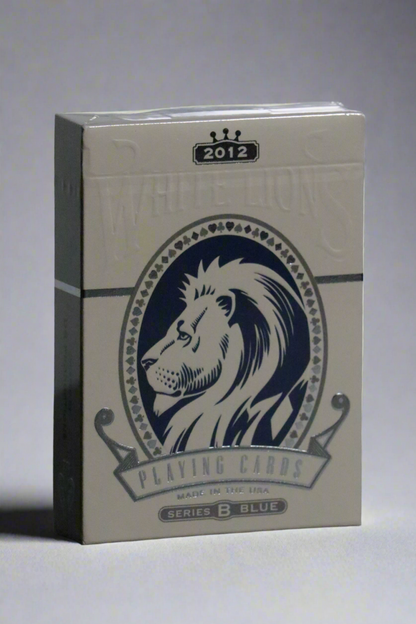 2012
WHITE LIONS
PLAYING CARDS
MADE IN THE USA
SERIES B BLUE